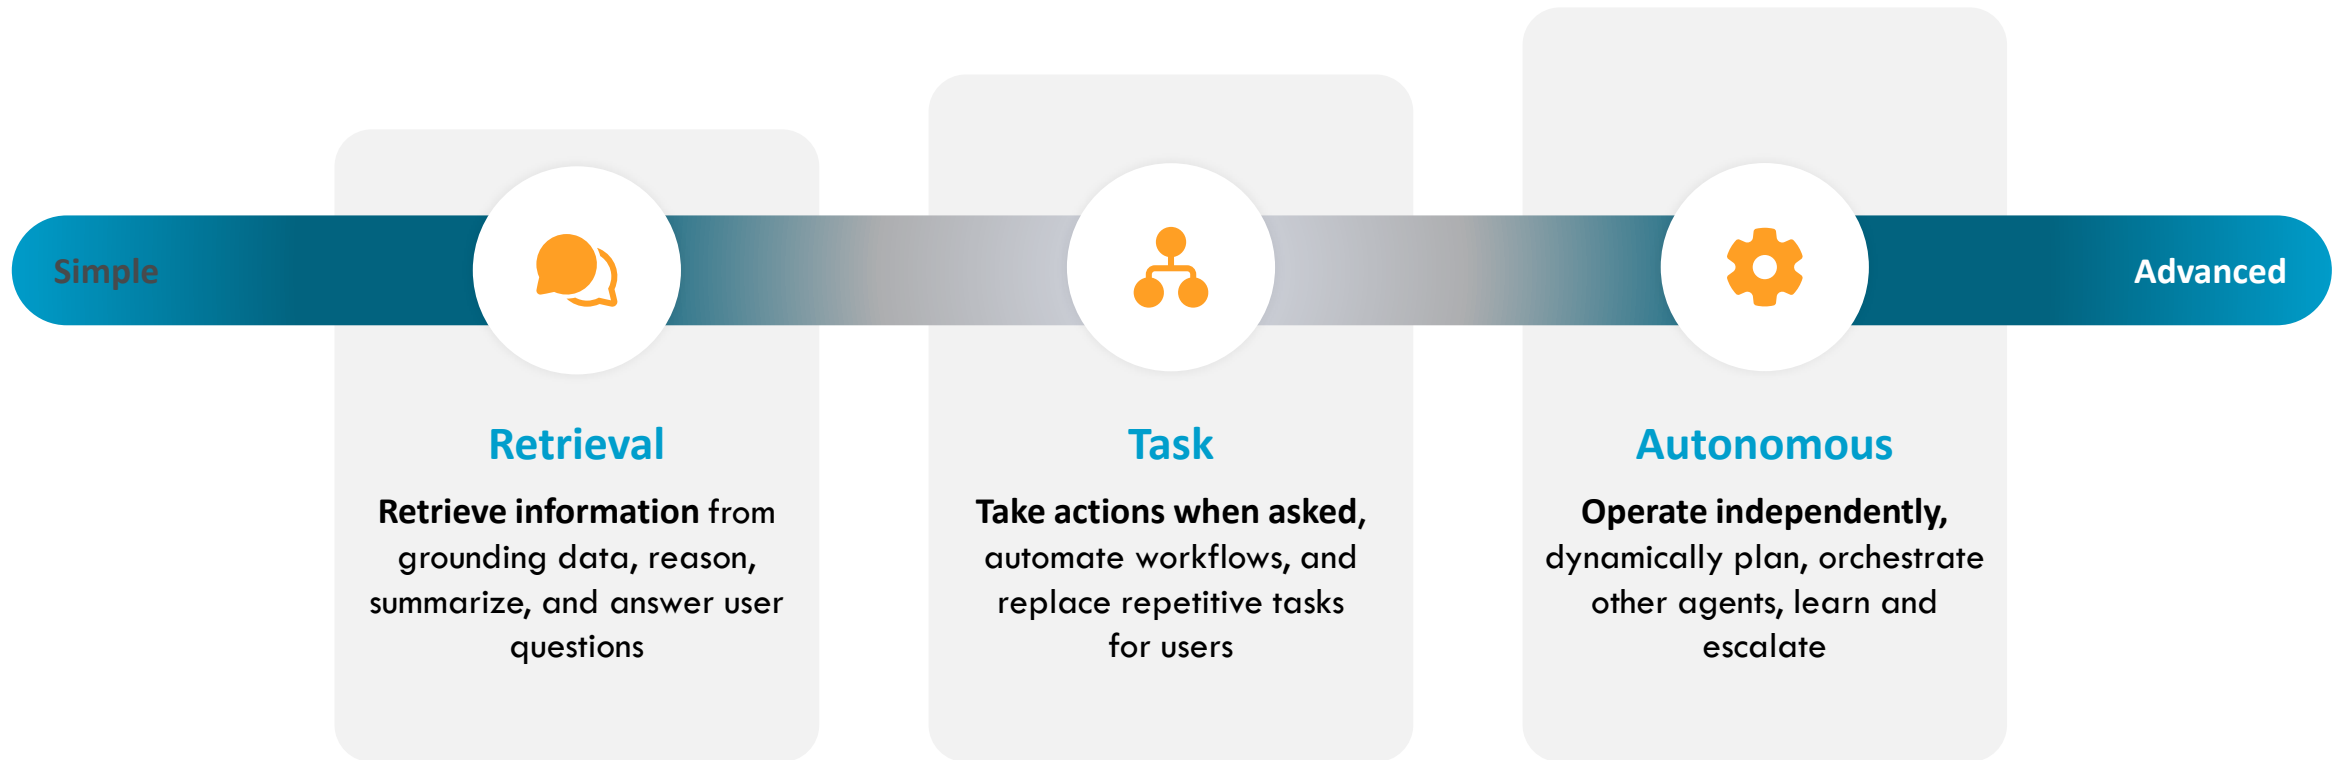 Simple
Advanced
Retrieval
Retrieve information from
grounding data, reason,
summarize, and answer user
questions
Task
Take actions when asked,
automate workflows, and
replace repetitive tasks
for users
Autonomous
Operate independently,
dynamically plan, orchestrate
other agents, learn and
escalate